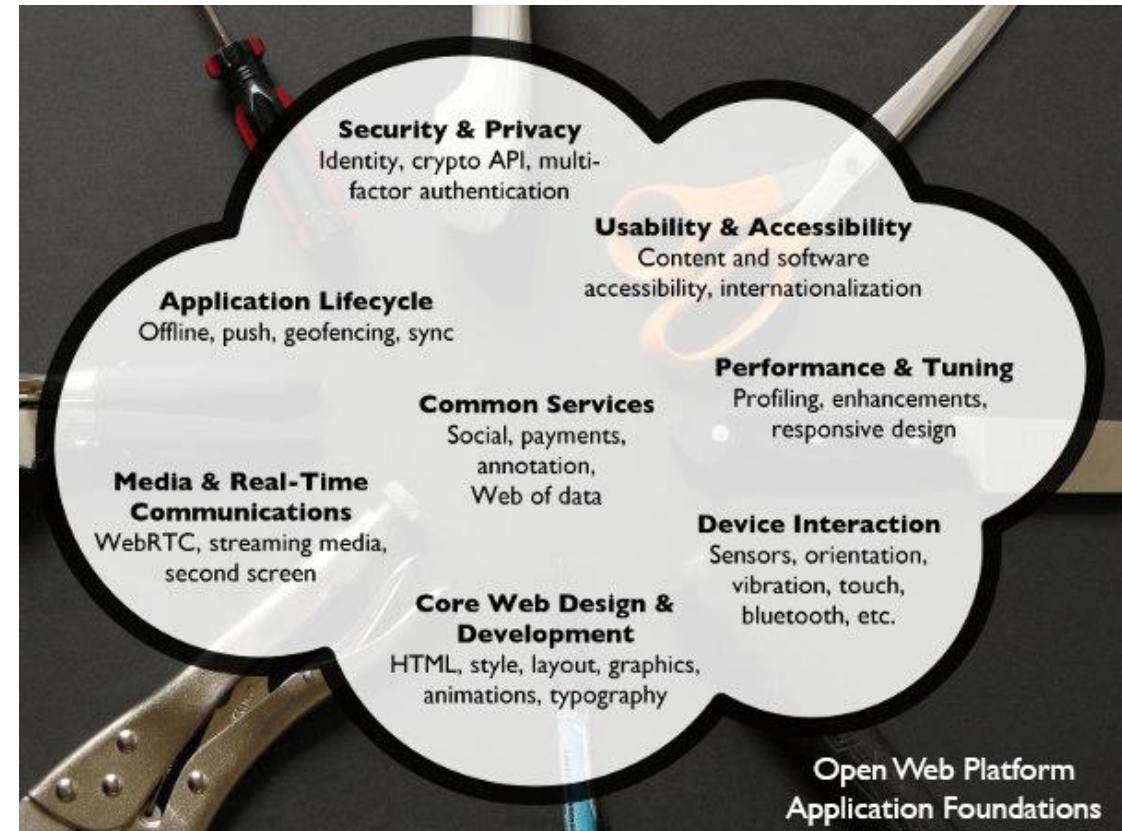 Security & Privacy
Identity, crypto API, multi-
factor authentication
Usability & Accessibility
Content and software
accessibility, internationalization
Application Lifecycle
Offline, push, geofencing, sync
Performance & Tuning
Profiling, enhancements,
responsive design
Common Services
Social, payments,
annotation,
Web of data
Media & Real-Time
Communications
WebRTC, streaming media,
second screen
Device Interaction
Sensors, orientation,
vibration, touch,
bluetooth, etc.
Core Web Design &
Development
HTML, style, layout, graphics,
animations, typography
Open Web Platform
Application Foundations